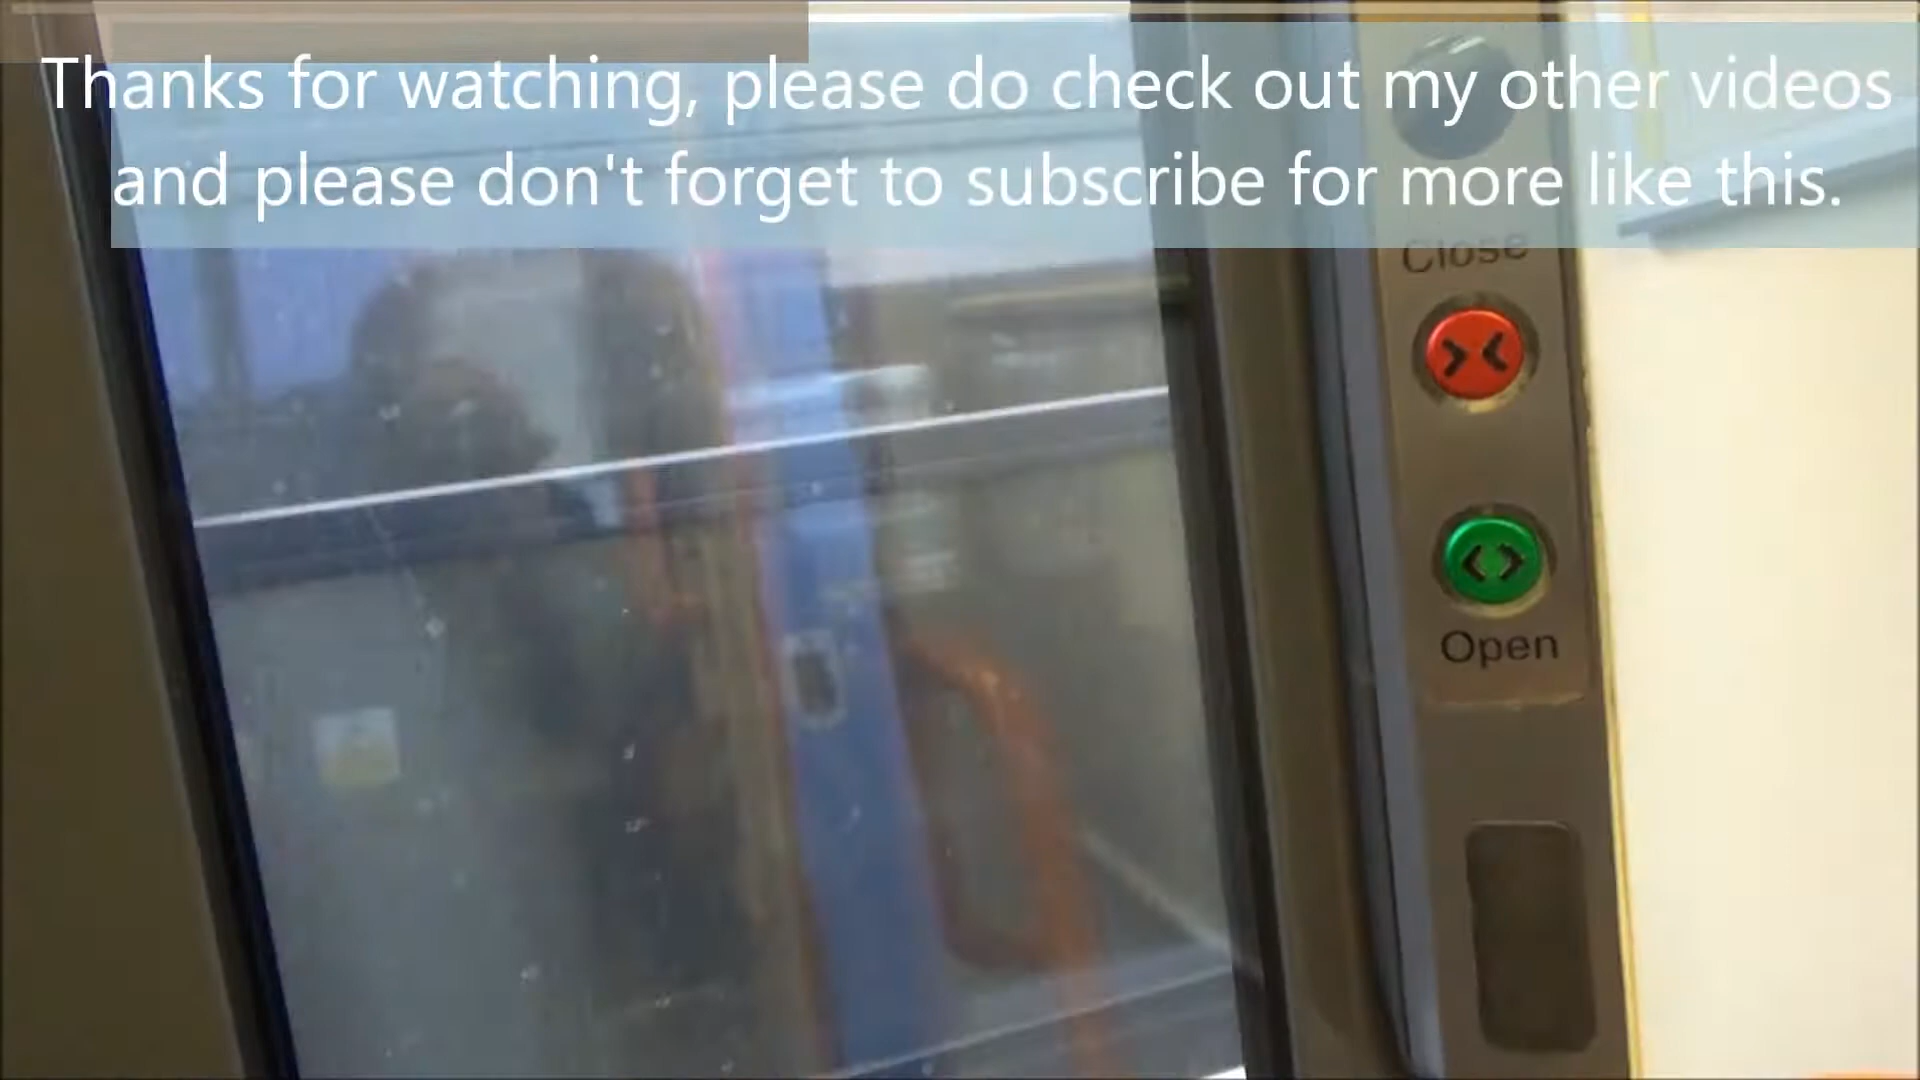 Thanks for watching, please do check out my other videos
and please don't forget to subscribe for more like this.
Close
Open